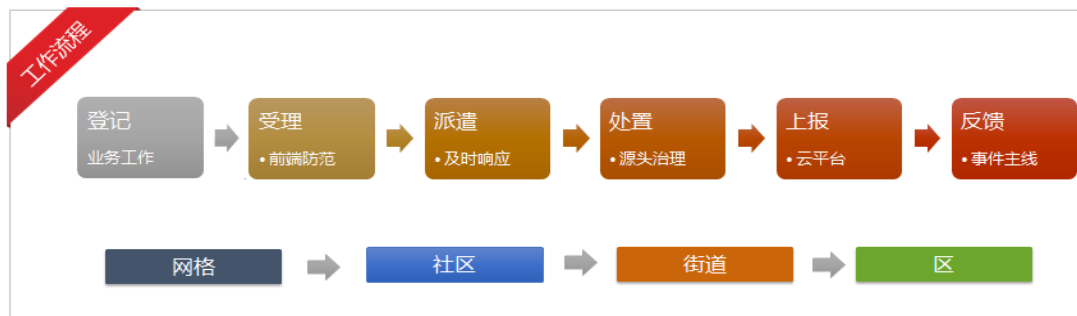 工作流程
登记
业务工作
受理
• 前端防范
派遣
• 及时响应
处置
• 源头治理
上报
• 云平台
反馈
• 事件主线
网格
社区
街道
区